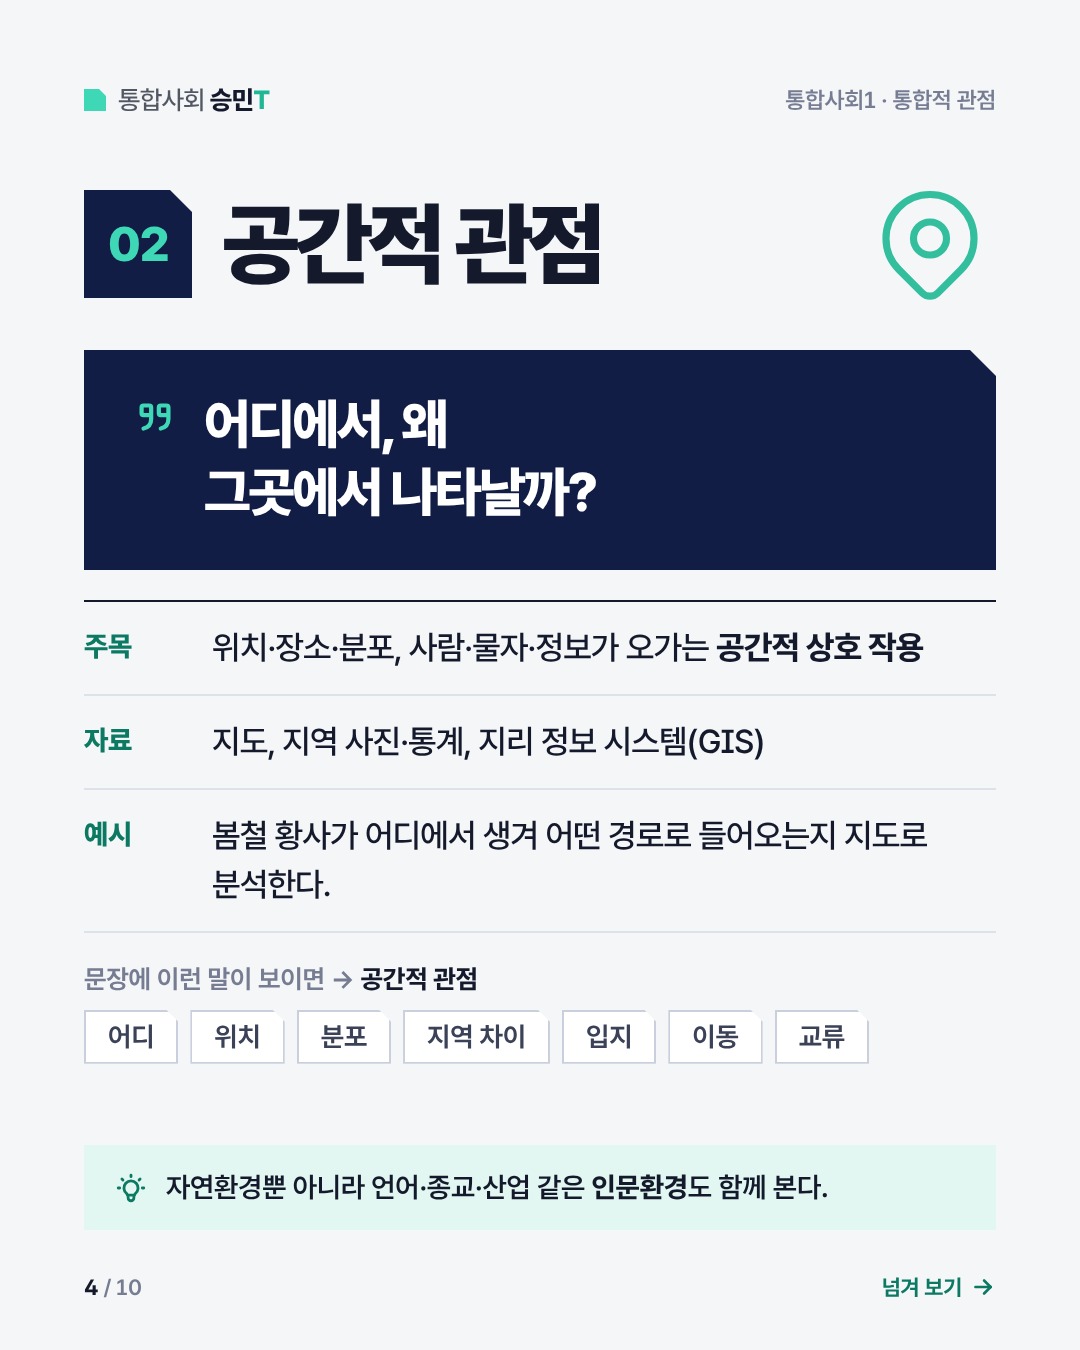 통합사회 승민T
통합사회1 · 통합적 관점
02
공간적 관점
어디에서, 왜
그곳에서 나타날까?
주목
위치·장소·분포, 사람·물자·정보가 오가는 공간적 상호 작용
자료
지도, 지역 사진·통계, 지리 정보 시스템(GIS)
예시
봄철 황사가 어디에서 생겨 어떤 경로로 들어오는지 지도로
분석한다.
문장에 이런 말이 보이면 → 공간적 관점
어디 위치 분포 지역 차이 입지 이동 교류
자연환경뿐 아니라 언어·종교·산업 같은 인문환경도 함께 본다.
4 / 10
넘겨 보기 →